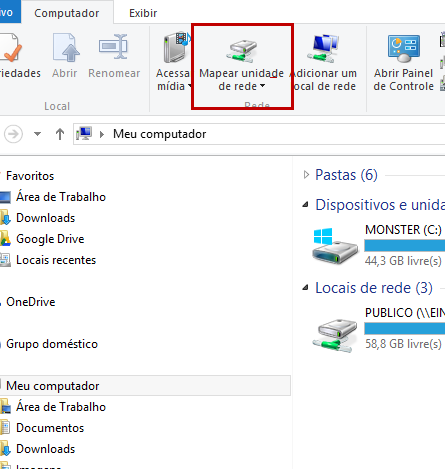 ivo
Computador
Exibir
riedades
Abrir
Renomear
Local
Acessa
mídia
Mapear unidade
de rede
Adicionar um
local de rede
Rede
Abrir Painel
de Controle
Meu computador
Favoritos
Área de Trabalho
Downloads
Google Drive
Locais recentes
OneDrive
Grupo doméstico
Meu computador
Área de Trabalho
Documentos
Downloads
Imagens
Pastas (6)
Dispositivos e unida
MONSTER (C:)
44,3 GB livre(s)
Locais de rede (3)
PUBLICO (\\EIN
58,8 GB livre(s)